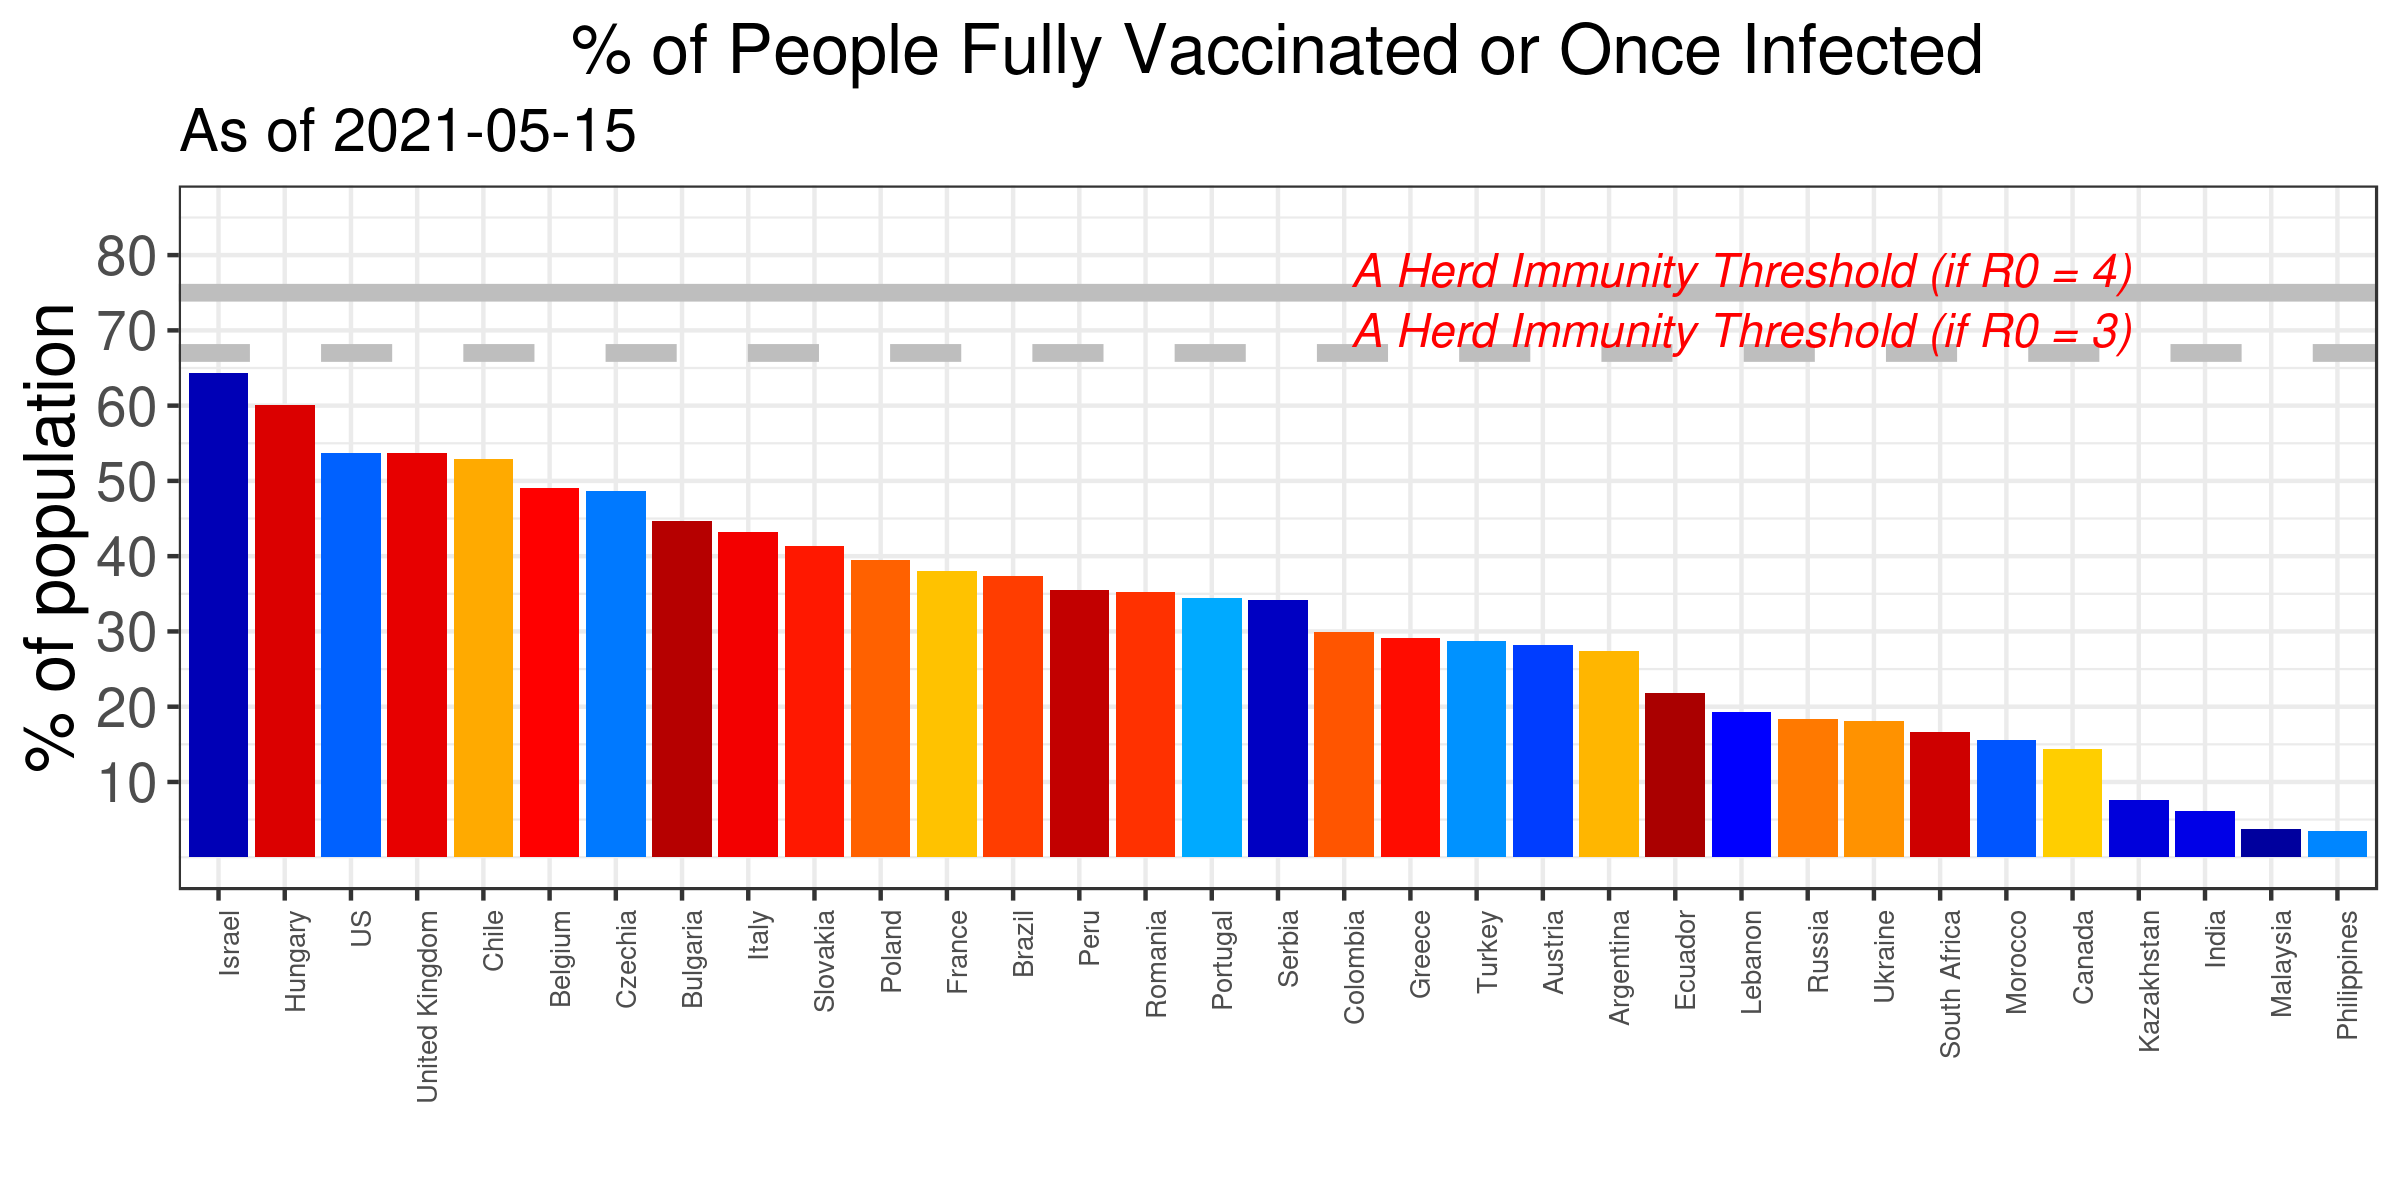 % of People Fully Vaccinated or Once Infected
As of 2021-05-15
% of population
80
70
60
50
40
30
20
10
A Herd Immunity Threshold (if R0 = 4)
A Herd Immunity Threshold (if R0 = 3)
Israel
Hungary
US
United Kingdom
Chile
Belgium
Czechia
Bulgaria
Italy
Slovakia
Poland
France
Brazil
Peru
Romania
Portugal
Serbia
Colombia
Greece
Turkey
Austria
Argentina
Ecuador
Lebanon
Russia
Ukraine
South Africa
Morocco
Canada
Kazakhstan
India
Malaysia
Philippines